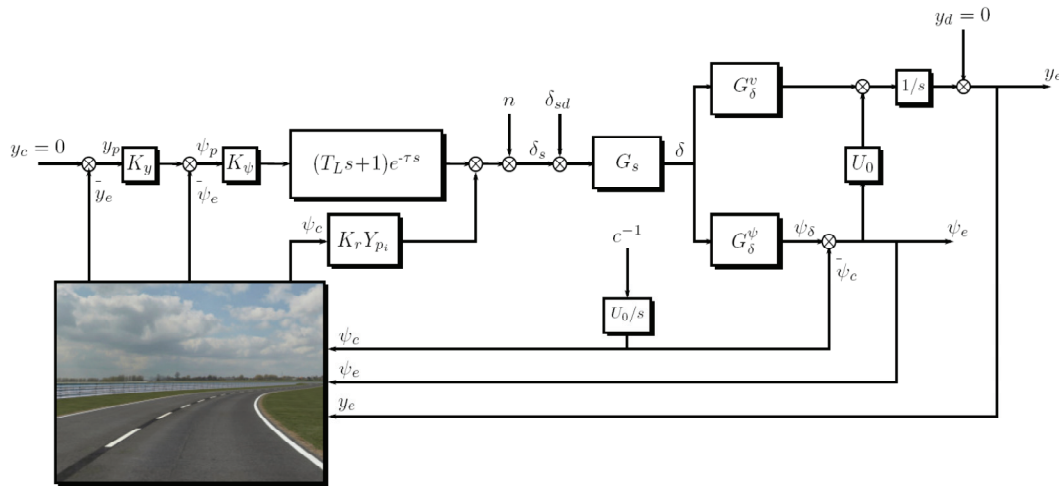 y_d = 0
G_δ^v
1/s
y_e
n
δ_sd
y_c = 0
y_p
K_y
ψ_p
K_ψ
(T_L s+1)e^{-τs}
δ_s
G_s
δ
U_0
-
y_e
-
ψ_e
ψ_c
K_r Y_{p_i}
c^{-1}
G_δ^ψ
ψ_δ
ψ_e
-
ψ_c
U_0/s
ψ_c
ψ_e
y_e